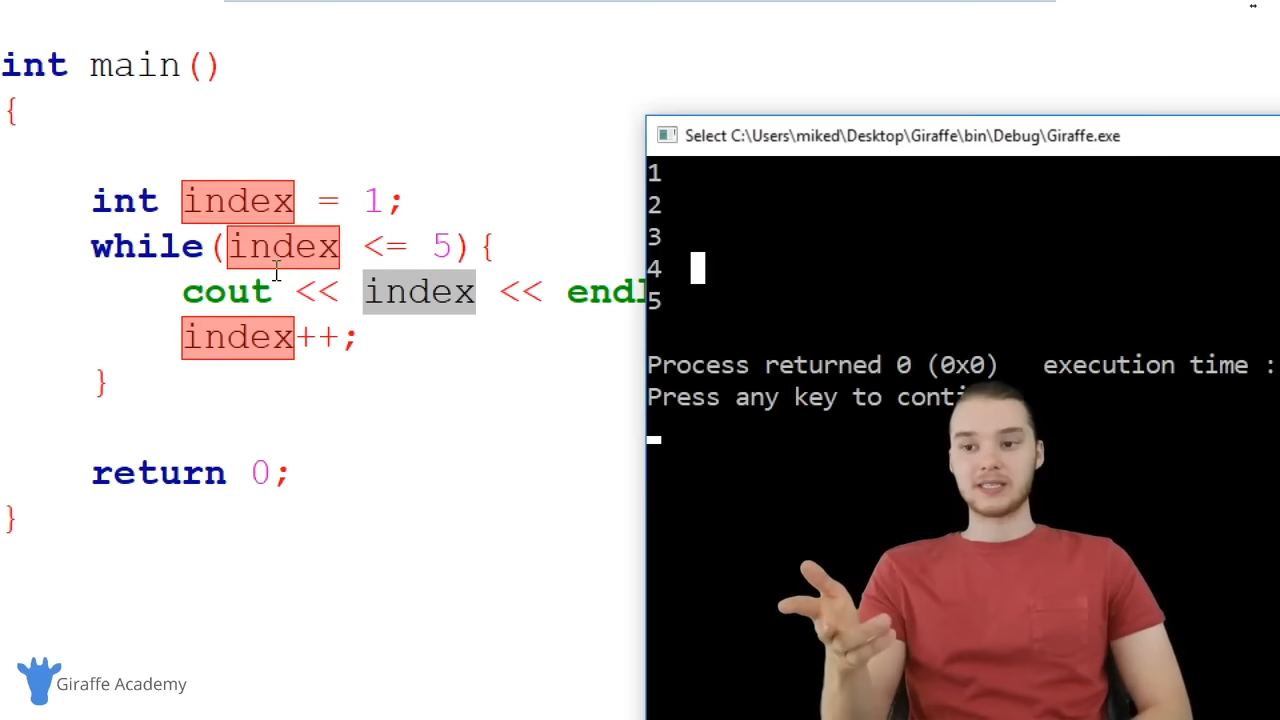 int main()
{
int index = 1;
while(index <= 5){
cout << index << endl
index++;
}
return 0;
}
Select C:\Users\miked\Desktop\Giraffe\bin\Debug\Giraffe.exe
1
2
3
4
5
Process returned 0 (0x0) execution time :
Press any key to conti
Giraffe Academy